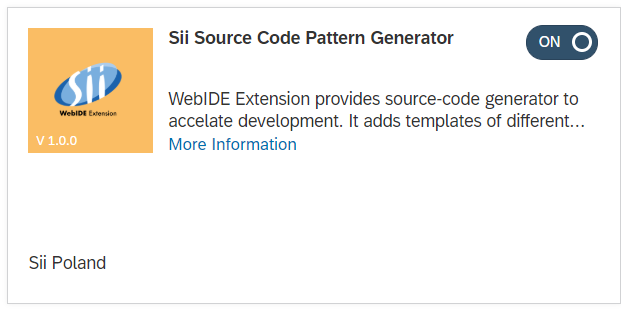 Sii Source Code Pattern Generator
ON
sii
WebIDE Extension
V 1.0.0
WebIDE Extension provides source-code generator to
accelate development. It adds templates of different...
More Information
Sii Poland